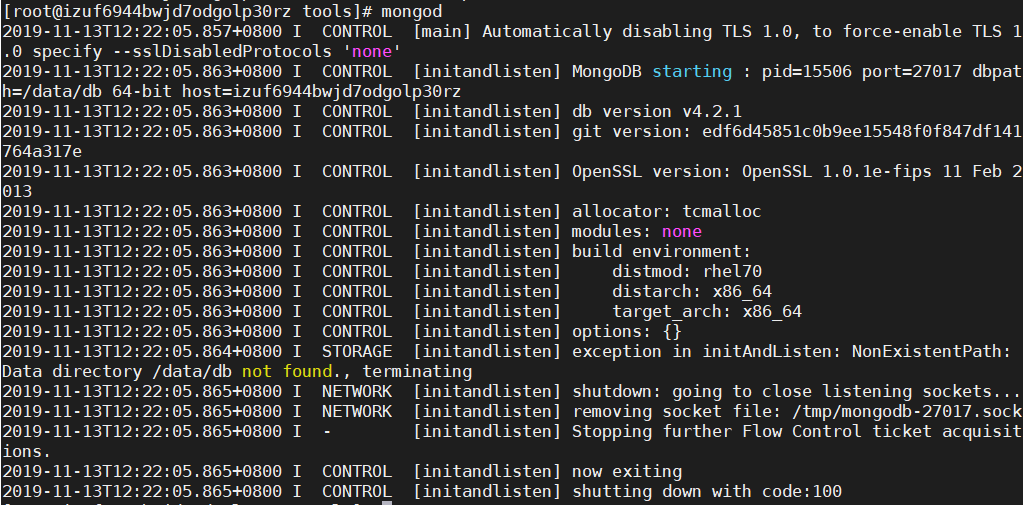 [root@izuf6944bwjd7odgolp30rz tools]# mongod
2019-11-13T12:22:05.857+0800 I  CONTROL  [main] Automatically disabling TLS 1.0, to force-enable TLS 1
.0 specify --sslDisabledProtocols 'none'
2019-11-13T12:22:05.863+0800 I  CONTROL  [initandlisten] MongoDB starting : pid=15506 port=27017 dbpat
h=/data/db 64-bit host=izuf6944bwjd7odgolp30rz
2019-11-13T12:22:05.863+0800 I  CONTROL  [initandlisten] db version v4.2.1
2019-11-13T12:22:05.863+0800 I  CONTROL  [initandlisten] git version: edf6d45851c0b9ee15548f0f847df141
764a317e
2019-11-13T12:22:05.863+0800 I  CONTROL  [initandlisten] OpenSSL version: OpenSSL 1.0.1e-fips 11 Feb 2
013
2019-11-13T12:22:05.863+0800 I  CONTROL  [initandlisten] allocator: tcmalloc
2019-11-13T12:22:05.863+0800 I  CONTROL  [initandlisten] modules: none
2019-11-13T12:22:05.863+0800 I  CONTROL  [initandlisten] build environment:
2019-11-13T12:22:05.863+0800 I  CONTROL  [initandlisten]     distmod: rhel70
2019-11-13T12:22:05.863+0800 I  CONTROL  [initandlisten]     distarch: x86_64
2019-11-13T12:22:05.863+0800 I  CONTROL  [initandlisten]     target_arch: x86_64
2019-11-13T12:22:05.863+0800 I  CONTROL  [initandlisten] options: {}
2019-11-13T12:22:05.864+0800 I  STORAGE  [initandlisten] exception in initAndListen: NonExistentPath:
Data directory /data/db not found., terminating
2019-11-13T12:22:05.865+0800 I  NETWORK  [initandlisten] shutdown: going to close listening sockets...
2019-11-13T12:22:05.865+0800 I  NETWORK  [initandlisten] removing socket file: /tmp/mongodb-27017.sock
2019-11-13T12:22:05.865+0800 I  -        [initandlisten] Stopping further Flow Control ticket acquisit
ions.
2019-11-13T12:22:05.865+0800 I  CONTROL  [initandlisten] now exiting
2019-11-13T12:22:05.865+0800 I  CONTROL  [initandlisten] shutting down with code:100